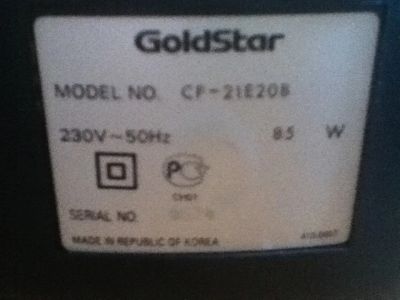 GoldStar
MODEL NO. CF-21E20B
230V~50Hz 85 W
SERIAL NO.
MADE IN REPUBLIC OF KOREA